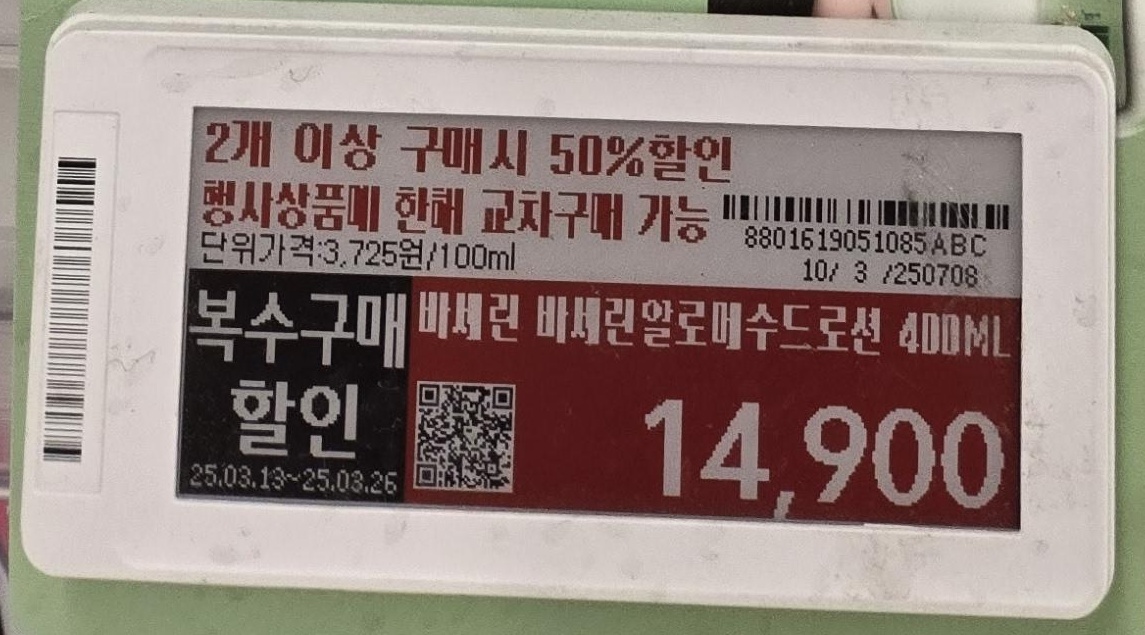 2개 이상 구매시 50%할인
행사상품에 한해 교차구매 가능
8801619051085ABC
단위가격:3,725원/100ml
10/ 3 /250708
복수구매
할인
25.03.13~25.03.26
바세린 바세린알로에수드로션 400ML
14,900